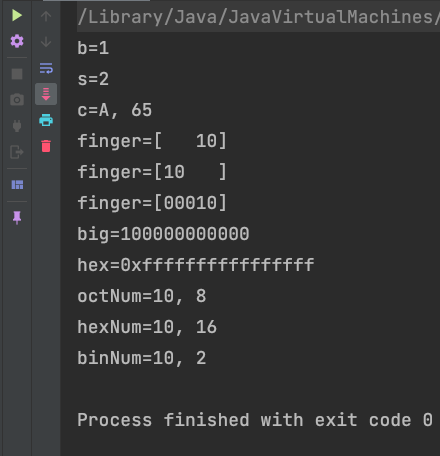 /Library/Java/JavaVirtualMachines/
b=1
s=2
c=A, 65
finger=[   10]
finger=[10   ]
finger=[00010]
big=100000000000
hex=0xffffffffffffffff
octNum=10, 8
hexNum=10, 16
binNum=10, 2
Process finished with exit code 0